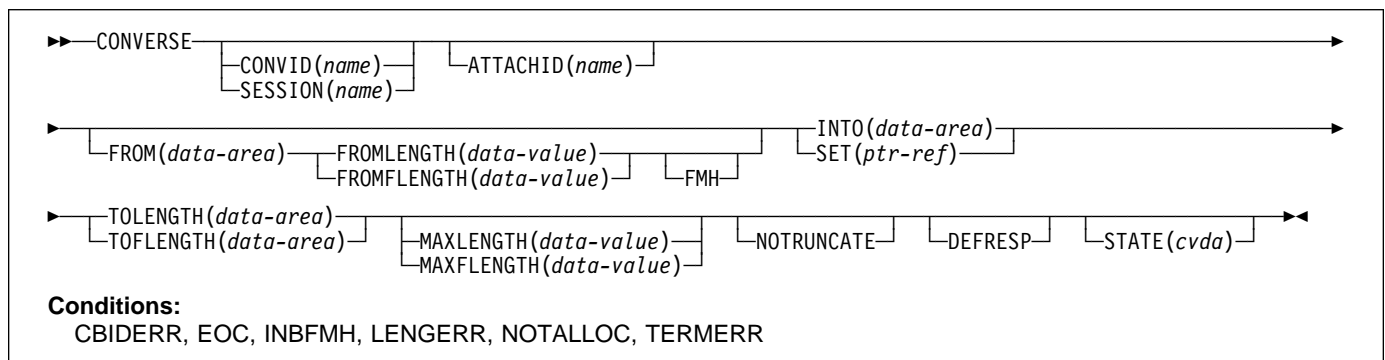 CONVERSE CONVID(name) ATTACHID(name)
SESSION(name)
FROM(data-area) FROMLENGTH(data-value) FMH INTO(data-area)
FROMFLENGTH(data-value) SET(ptr-ref)
TOLENGTH(data-area) MAXLENGTH(data-value) NOTRUNCATE DEFRESP STATE(cvda)
TOFLENGTH(data-area) MAXFLENGTH(data-value)
Conditions:
CBIDERR, EOC, INBFMH, LENGERR, NOTALLOC, TERMERR